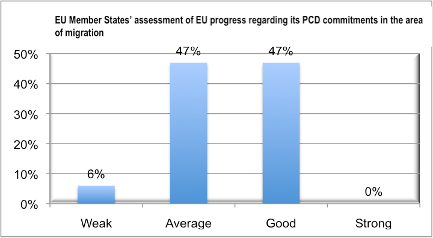 EU Member States' assessment of EU progress regarding its PCD commitments in the area
of migration
50%
40%
30%
20%
10%
0%
6%
47%
47%
0%
Weak
Average
Good
Strong